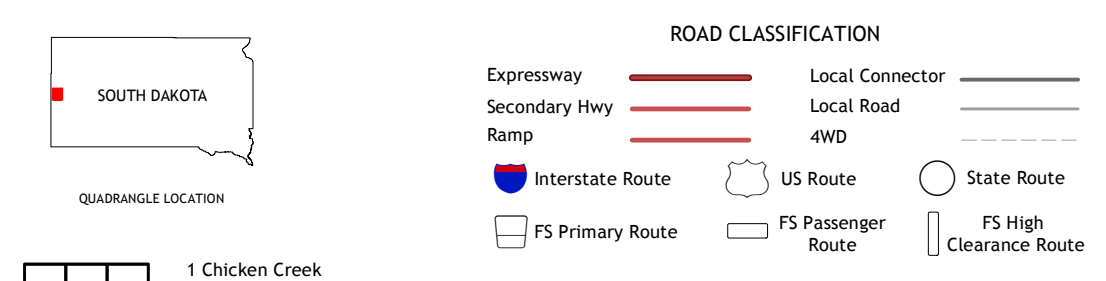 SOUTH DAKOTA
QUADRANGLE LOCATION
1 Chicken Creek
ROAD CLASSIFICATION
Expressway
Secondary Hwy
Ramp
Local Connector
Local Road
4WD
Interstate Route
US Route
State Route
FS Primary Route
FS Passenger
Route
FS High
Clearance Route